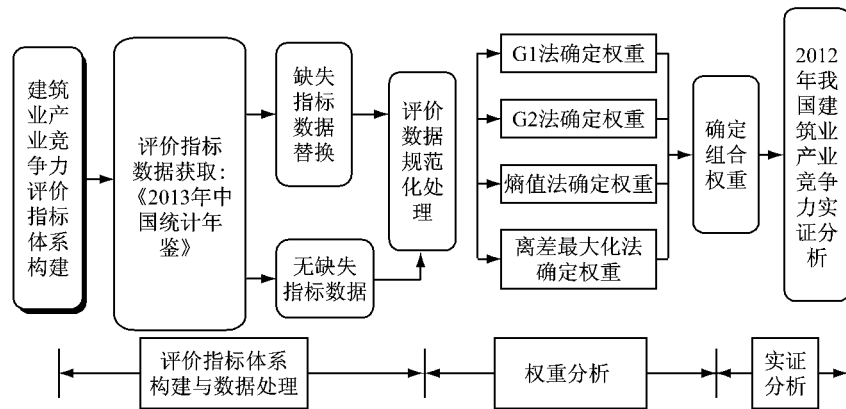 建筑
业产
业竞
争力
评价
指标
体系
构建
评价指标
数据获取：
《2013年中
国统计年
鉴》
缺失
指标
数据
替换
无缺失
指标数据
评价
数据
规范
化处
理
G1法确定权重
G2法确定权重
熵值法确定权重
离差最大化法
确定权重
确定
组合
权重
2012
年我
国建
筑业
产业
竞争
力实
证分
析
评价指标体系
构建与数据处理
权重分析
实证
分析